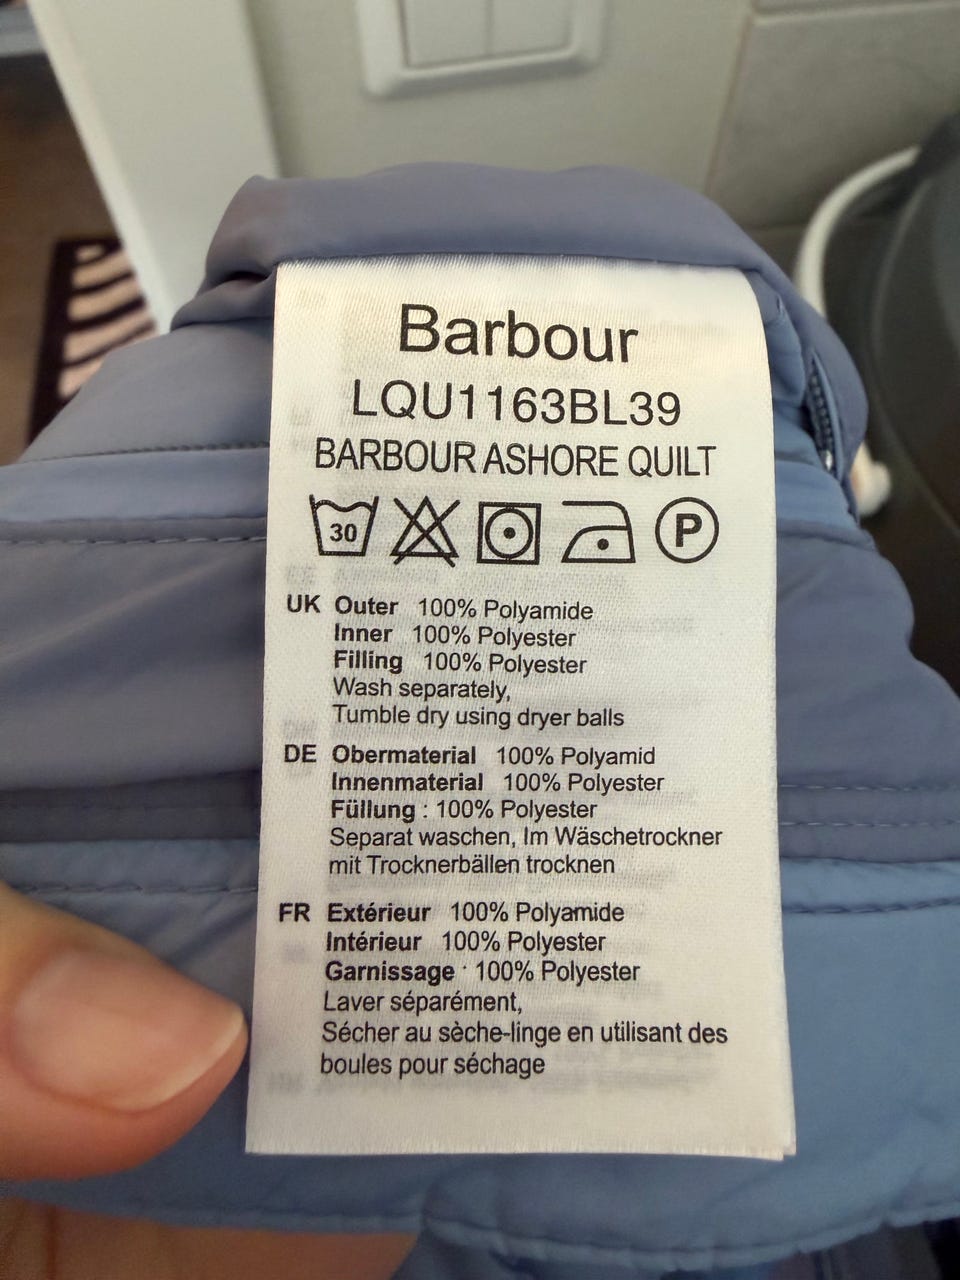 Barbour
LQU1163BL39
BARBOUR ASHORE QUILT
30 P
UK Outer 100% Polyamide
Inner 100% Polyester
Filling 100% Polyester
Wash separately,
Tumble dry using dryer balls
DE Obermaterial 100% Polyamid
Innenmaterial 100% Polyester
Füllung : 100% Polyester
Separat waschen, Im Wäschetrockner
mit Trocknerbällen trocknen
FR Extérieur 100% Polyamide
Intérieur 100% Polyester
Garnissage : 100% Polyester
Laver séparément,
Sécher au sèche-linge en utilisant des
boules pour séchage